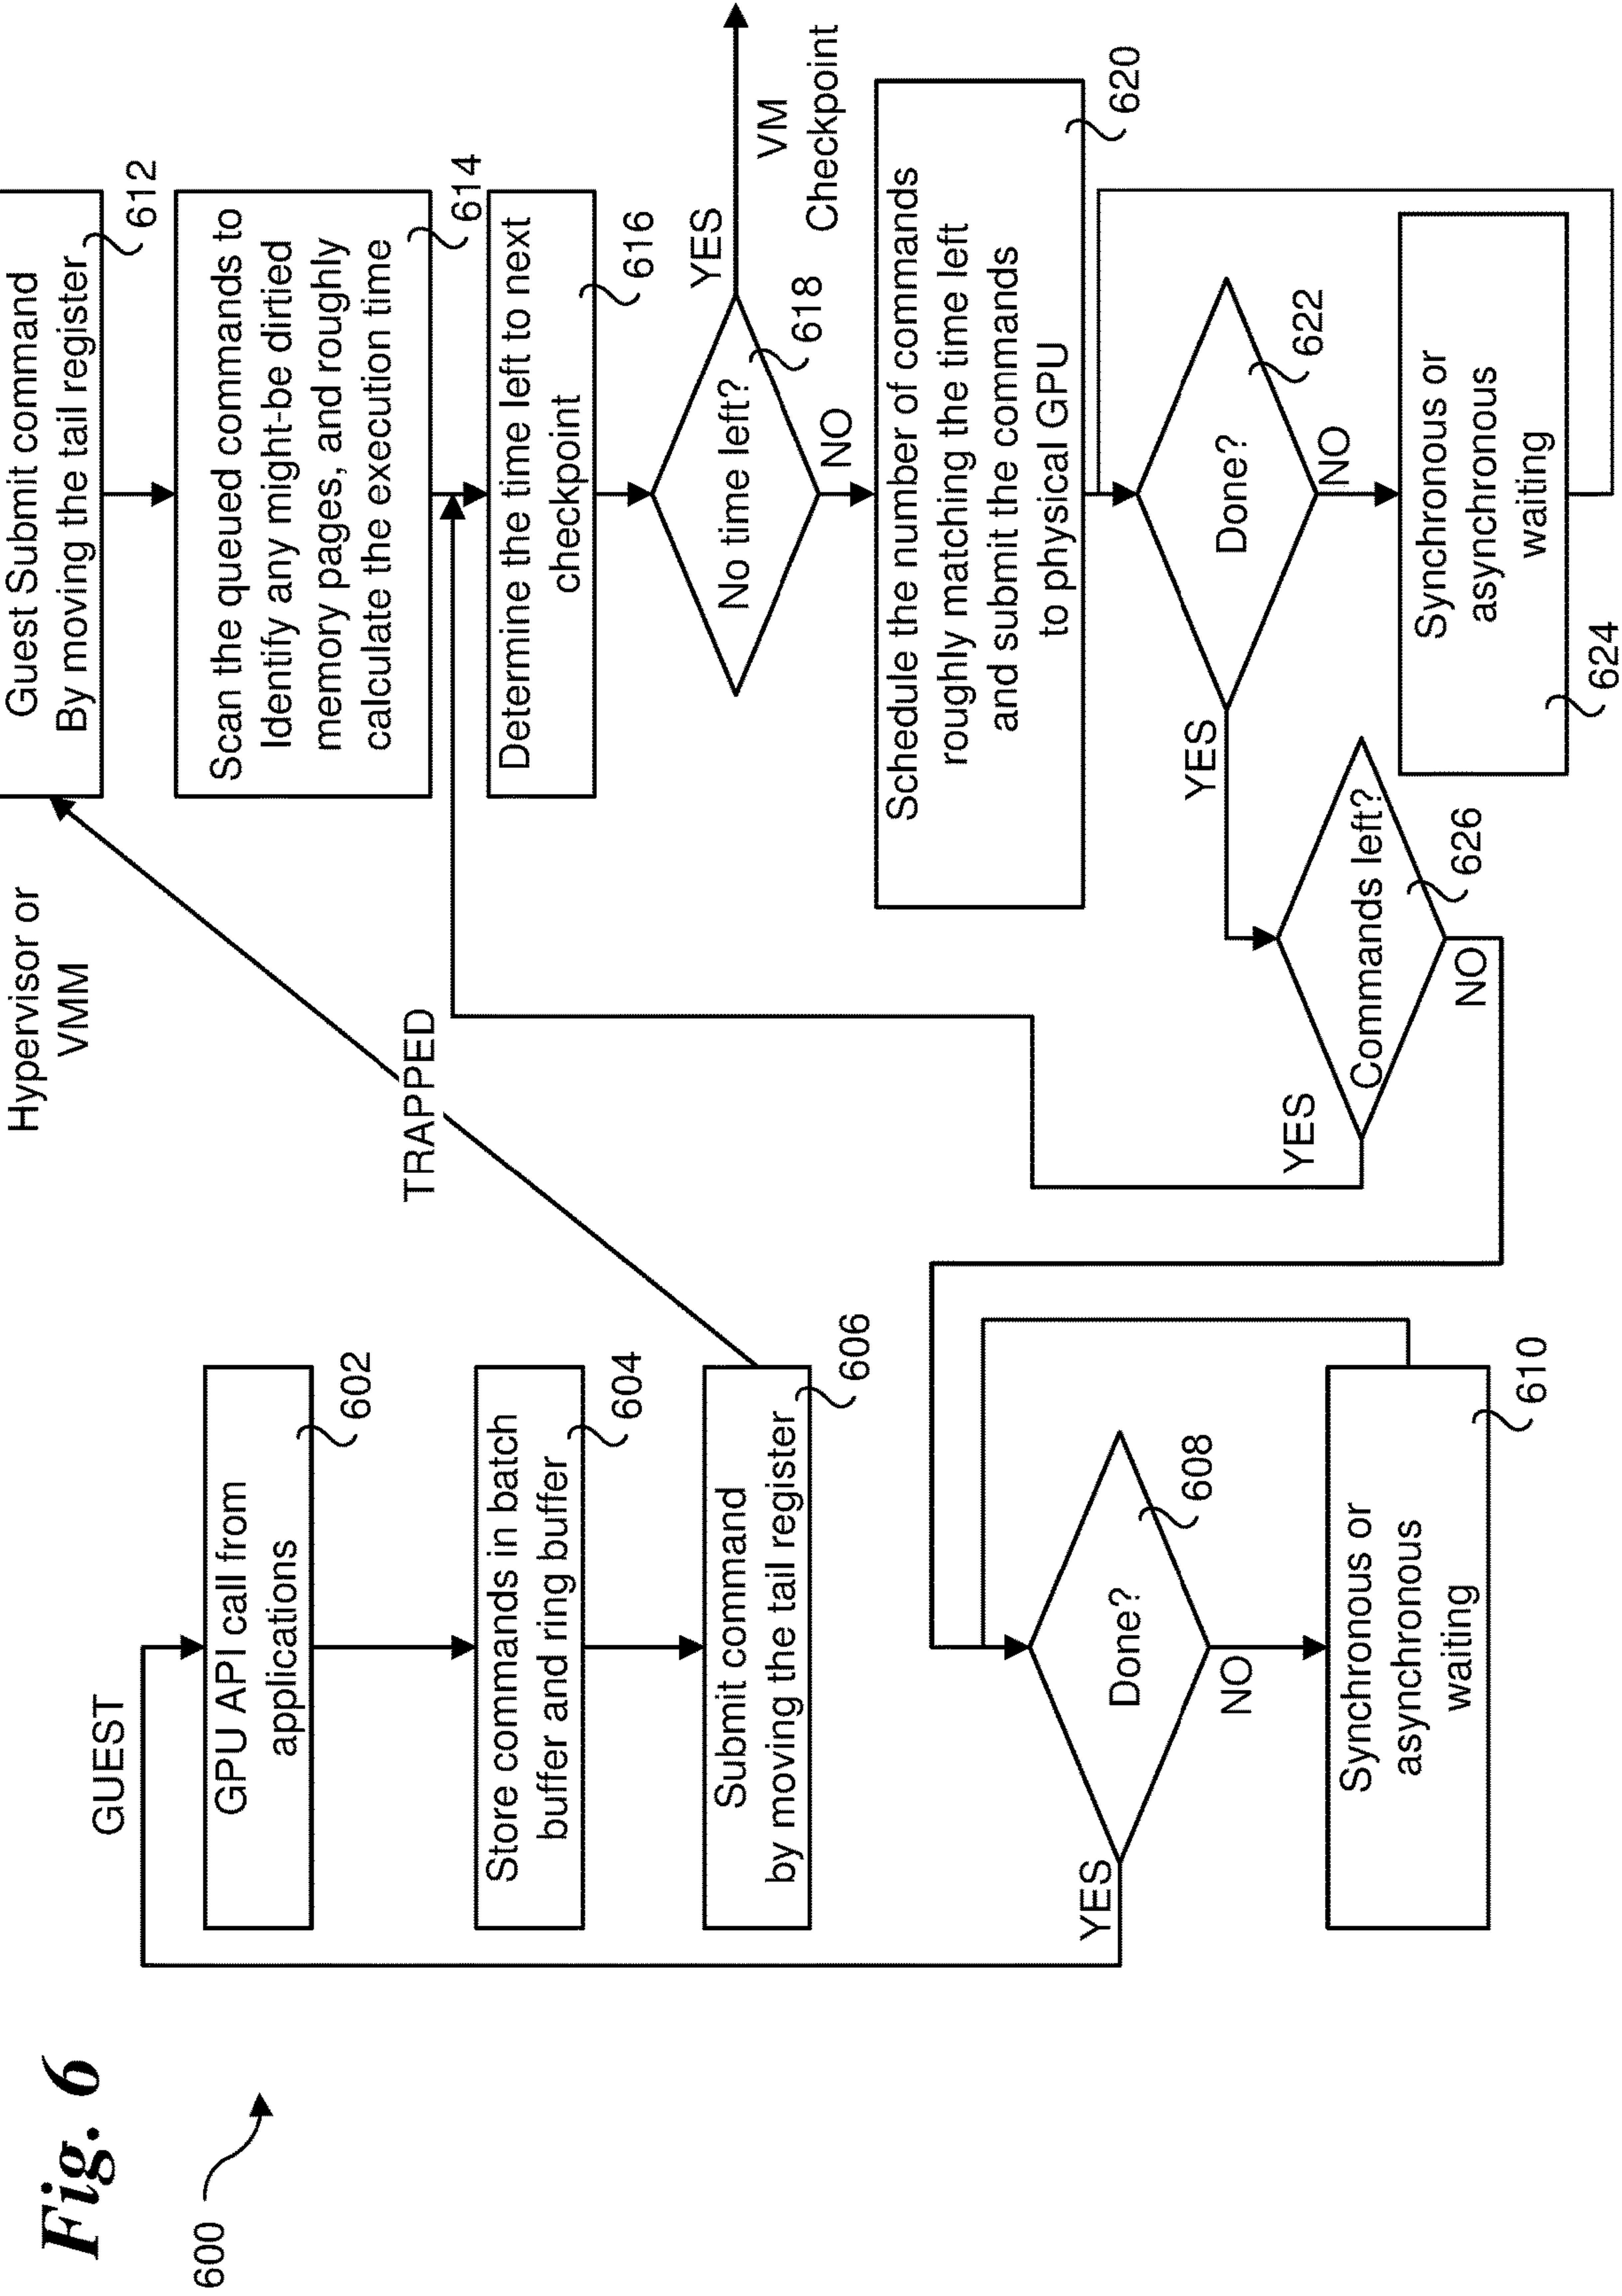 Fig. 6
600
GUEST
GPU API call from
applications
602
Store commands in batch
buffer and ring buffer
604
Submit command
by moving the tail register
606
Done?
608
YES
NO
Synchronous or
asynchronous
waiting
610
TRAPPED
Hypervisor or
VMM
Guest Submit command
By moving the tail register
612
Scan the queued commands to
Identify any might-be dirtied
memory pages, and roughly
calculate the execution time
614
Determine the time left to next
checkpoint
616
No time left?
618
YES
VM
Checkpoint
NO
Schedule the number of commands
roughly matching the time left
and submit the commands
to physical GPU
620
Done?
622
YES
NO
Synchronous or
asynchronous
waiting
624
Commands left?
626
YES
NO